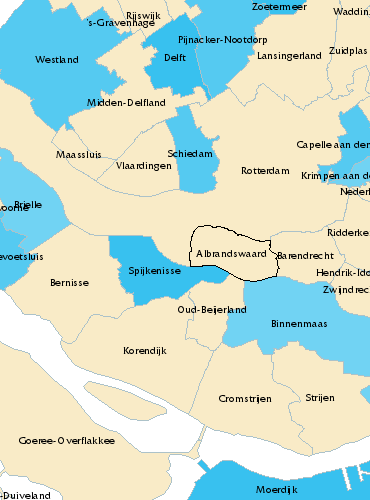 Zoetermeer
Rijswijk
Waddin
's-Gravenhage
Pijnacker-Nootdorp
Zuidplas
Westland
Delft
Lansingerland
Midden-Delfland
Capelle aan den
Maassluis
Schiedam
Vlaardingen
Rotterdam
Krimpen aan de
Nederl
Brielle
voorne
Ridderke
evoetsluis
Albrandswaard
Barendrecht
Spijkenisse
Hendrik-Ido
Bernisse
Zwijndrec
Oud-Beijerland
Binnenmaas
Korendijk
Cromstrijen
Strijen
Goeree-Overflakkee
Moerdijk
-Duiveland